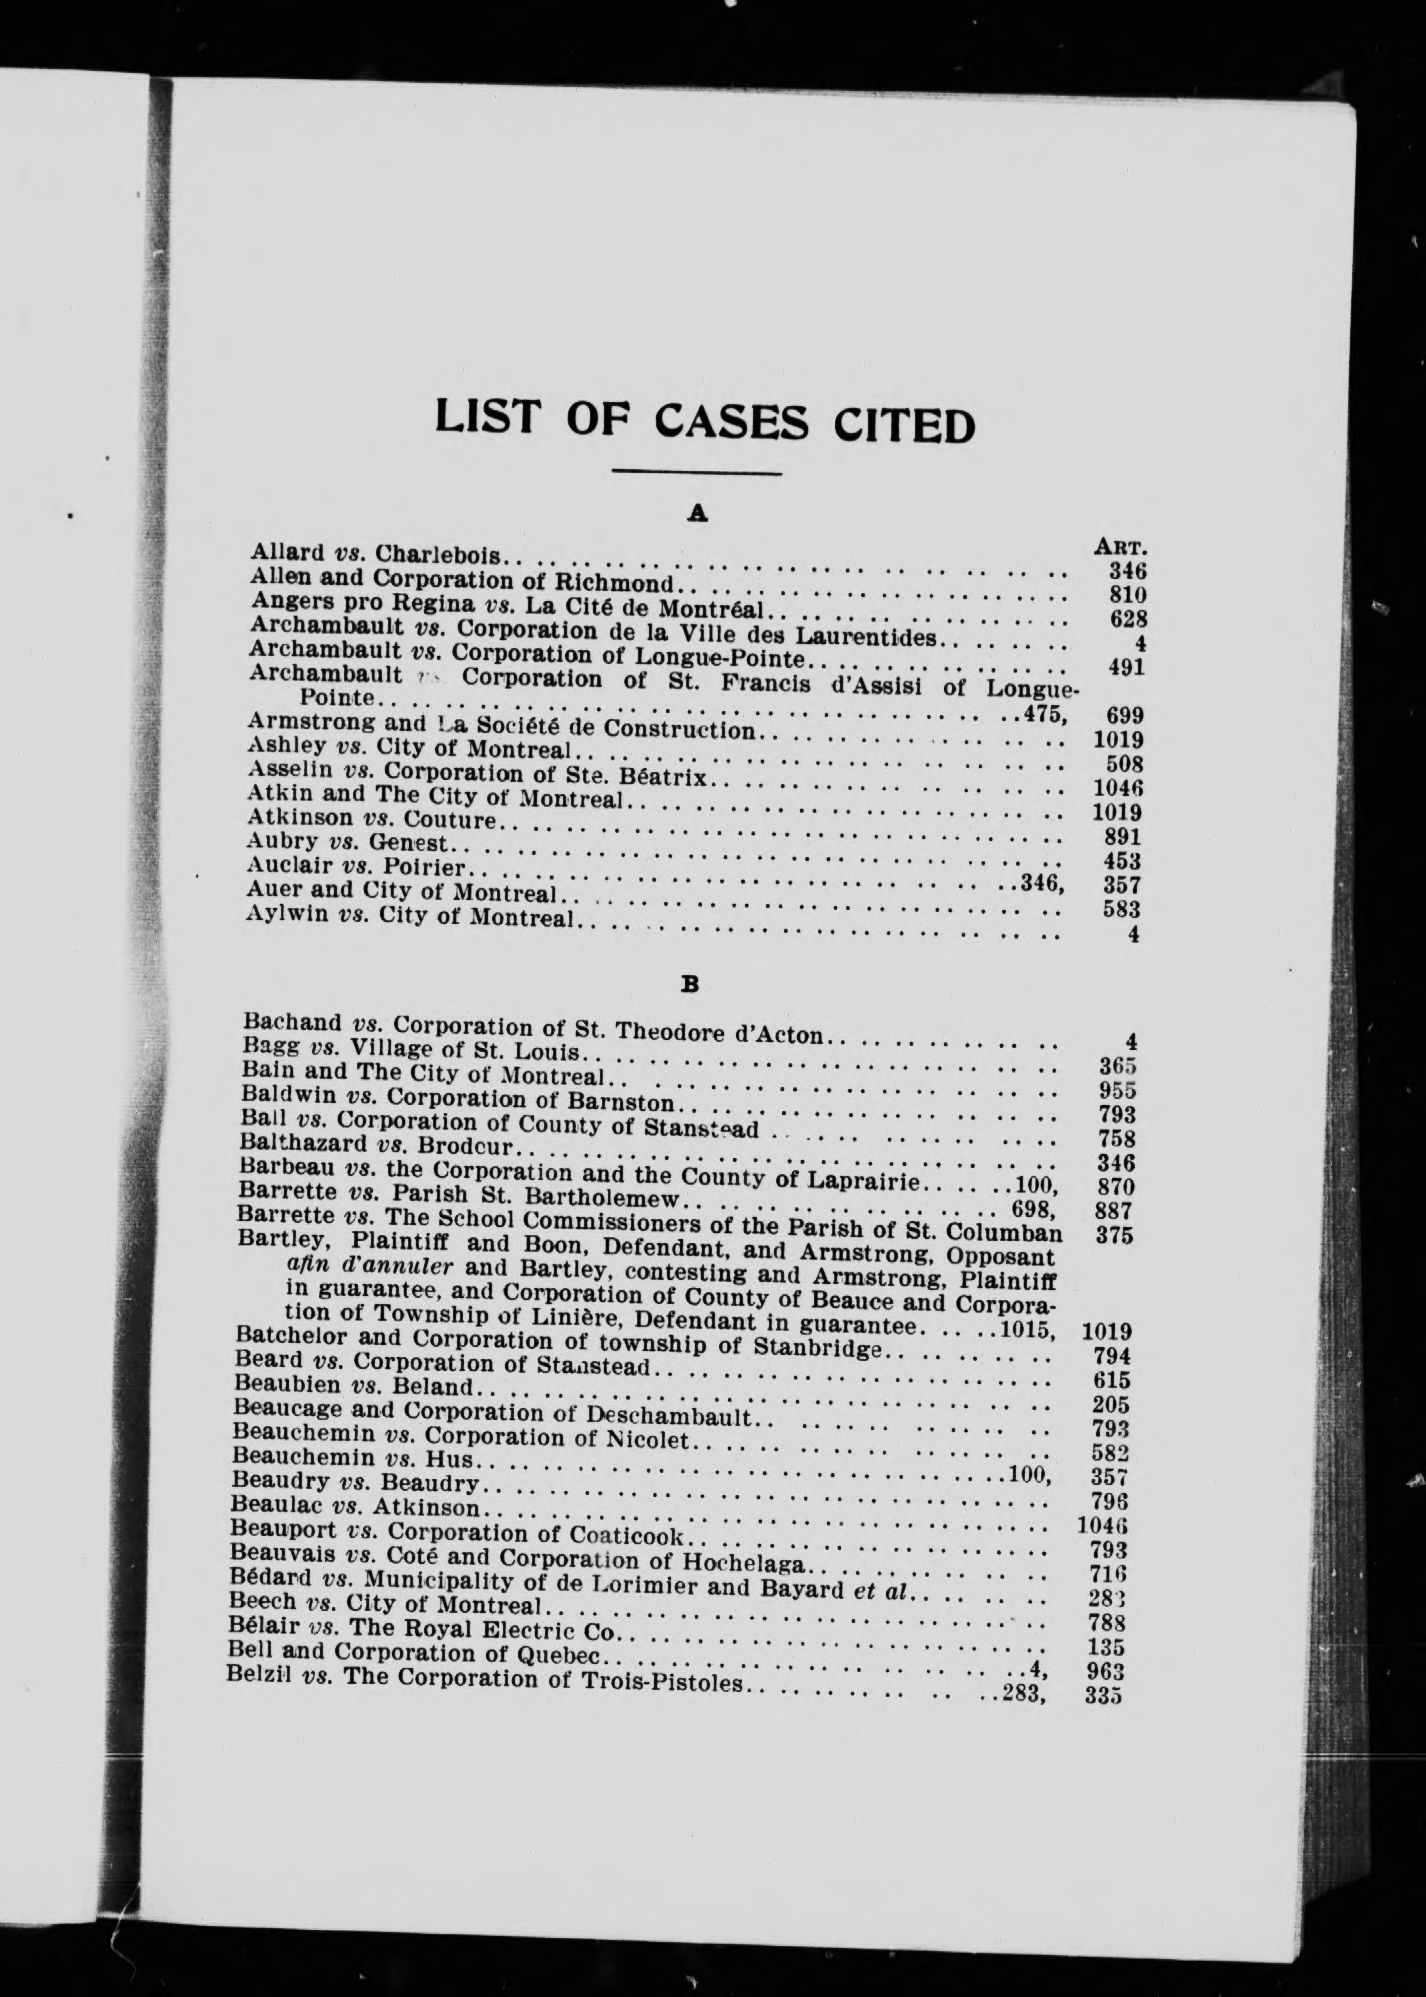 LIST OF CASES CITED
A
ART.
Allard vs. Charlebois.. .. .. .. .. .. .. .. .. .. .. .. .. .. .. 346
Allen and Corporation of Richmond.. .. .. .. .. .. .. .. .. .. 810
Angers pro Regina vs. La Cité de Montréal.. .. .. .. .. .. .. .. 628
Archambault vs. Corporation de la Ville des Laurentides.. .. .. .. 4
Archambault vs. Corporation of Longue-Pointe.. .. .. .. .. .. .. 491
Archambault vs. Corporation of St. Francis d'Assisi of Longue-
Pointe.. .. .. .. .. .. .. .. .. .. .. .. .. .. .. ..475, 699
Armstrong and La Société de Construction.. .. .. .. .. .. .. .. 1019
Ashley vs. City of Montreal.. .. .. .. .. .. .. .. .. .. .. .. .. 508
Asselin vs. Corporation of Ste. Béatrix.. .. .. .. .. .. .. .. .. 1046
Atkin and The City of Montreal.. .. .. .. .. .. .. .. .. .. .. .. 1019
Atkinson vs. Couture.. .. .. .. .. .. .. .. .. .. .. .. .. .. .. 891
Aubry vs. Genest.. .. .. .. .. .. .. .. .. .. .. .. .. .. .. .. 453
Auclair vs. Poirier.. .. .. .. .. .. .. .. .. .. .. .. .. ..346, 357
Auer and City of Montreal.. .. .. .. .. .. .. .. .. .. .. .. .. 583
Aylwin vs. City of Montreal.. .. .. .. .. .. .. .. .. .. .. .. .. 4
B
Bachand vs. Corporation of St. Theodore d'Acton.. .. .. .. .. .. .. 4
Bagg vs. Village of St. Louis.. .. .. .. .. .. .. .. .. .. .. .. .. 365
Bain and The City of Montreal.. .. .. .. .. .. .. .. .. .. .. .. 955
Baldwin vs. Corporation of Barnston.. .. .. .. .. .. .. .. .. .. 793
Ball vs. Corporation of County of Stanstead .. .. .. .. .. .. .. .. 758
Balthazard vs. Brodeur.. .. .. .. .. .. .. .. .. .. .. .. .. .. .. 346
Barbeau vs. the Corporation and the County of Laprairie.. .. ..100, 870
Barrette vs. Parish St. Bartholemew.. .. .. .. .. .. .. .. .. 698, 887
Barrette vs. The School Commissioners of the Parish of St. Columban 375
Bartley, Plaintiff and Boon, Defendant, and Armstrong, Opposant
afin d'annuler and Bartley, contesting and Armstrong, Plaintiff
in guarantee, and Corporation of County of Beauce and Corpora-
tion of Township of Linière, Defendant in guarantee. .. ..1015, 1019
Batchelor and Corporation of township of Stanbridge.. .. .. .. .. 794
Beard vs. Corporation of Stanstead.. .. .. .. .. .. .. .. .. .. .. 615
Beaubien vs. Beland.. .. .. .. .. .. .. .. .. .. .. .. .. .. .. .. 205
Beaucage and Corporation of Deschambault.. .. .. .. .. .. .. .. 793
Beauchemin vs. Corporation of Nicolet.. .. .. .. .. .. .. .. .. .. 582
Beauchemin vs. Hus.. .. .. .. .. .. .. .. .. .. .. .. .. ..100, 357
Beaudry vs. Beaudry.. .. .. .. .. .. .. .. .. .. .. .. .. .. .. .. 796
Beaulac vs. Atkinson.. .. .. .. .. .. .. .. .. .. .. .. .. .. .. .. 1046
Beauport vs. Corporation of Coaticook.. .. .. .. .. .. .. .. .. .. 793
Beauvais vs. Coté and Corporation of Hochelaga.. .. .. .. .. .. .. 716
Bédard vs. Municipality of de Lorimier and Bayard et al.. .. .. .. 283
Beech vs. City of Montreal.. .. .. .. .. .. .. .. .. .. .. .. .. .. 788
Bélair vs. The Royal Electric Co.. .. .. .. .. .. .. .. .. .. .. .. 135
Bell and Corporation of Quebec.. .. .. .. .. .. .. .. .. .. .. ..4, 963
Belzil vs. The Corporation of Trois-Pistoles.. .. .. .. .. .. ..283, 335